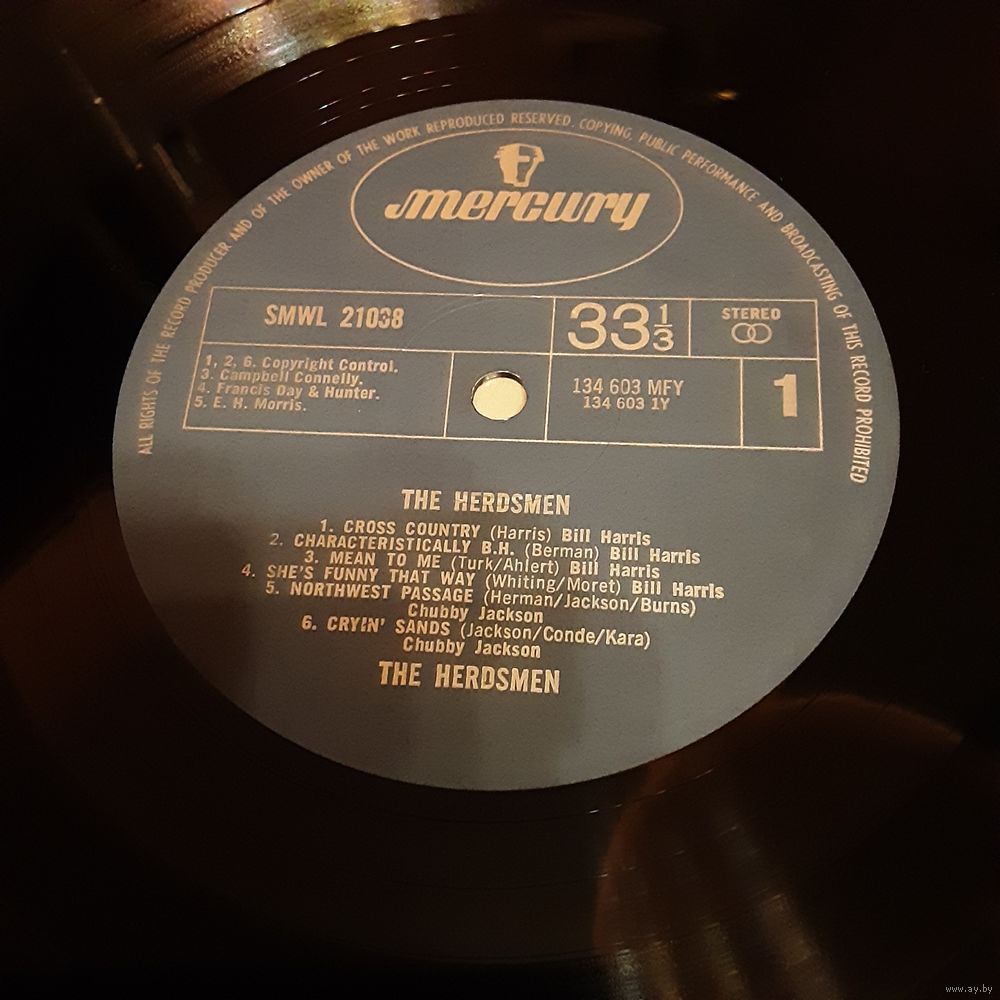 ALL RIGHTS OF THE RECORD PRODUCER AND OF THE OWNER OF THE WORK REPRODUCED RESERVED. COPYING, PUBLIC PERFORMANCE AND BROADCASTING OF THIS RECORD PROHIBITED
mercury
SMWL 21038
33 1/3
STEREO
1, 2, 6. Copyright Control.
3. Campbell Connelly.
4. Francis Day & Hunter.
5. E. H. Morris.
134 603 MFY
134 603 1Y
1
THE HERDSMEN
1. CROSS COUNTRY (Harris) Bill Harris
2. CHARACTERISTICALLY B.H. (Berman) Bill Harris
3. MEAN TO ME (Turk/Ahlert) Bill Harris
4. SHE'S FUNNY THAT WAY (Whiting/Moret) Bill Harris
5. NORTHWEST PASSAGE (Herman/Jackson/Burns)
Chubby Jackson
6. CRYIN' SANDS (Jackson/Conde/Kara)
Chubby Jackson
THE HERDSMEN
www.ay.by